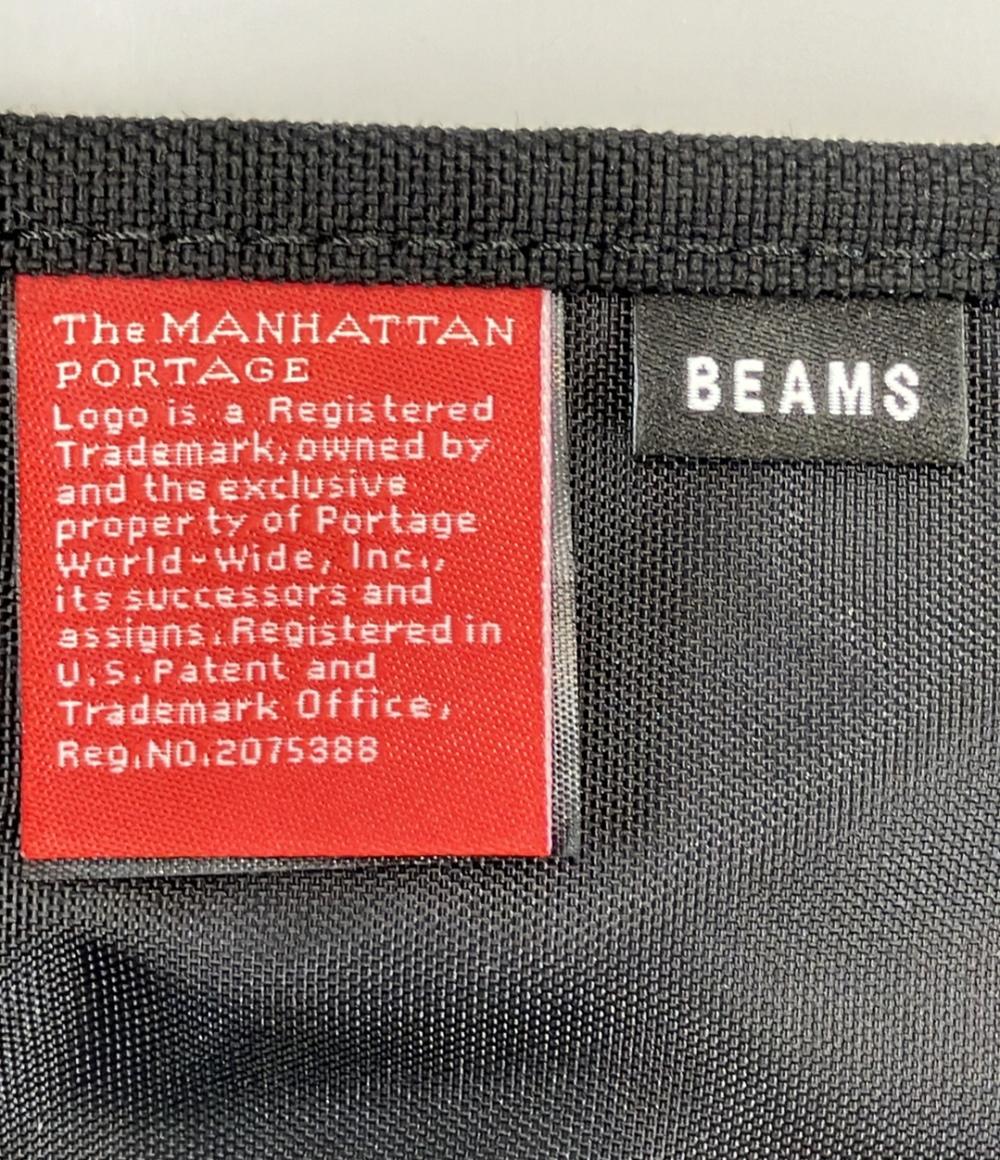 The MANHATTAN
PORTAGE
Logo is a Registered
Trademark, owned by
and the exclusive
property of Portage
World-Wide, Inc.,
its successors and
assigns. Registered in
U.S. Patent and
Trademark Office,
Reg.NO.2075388
BEAMS